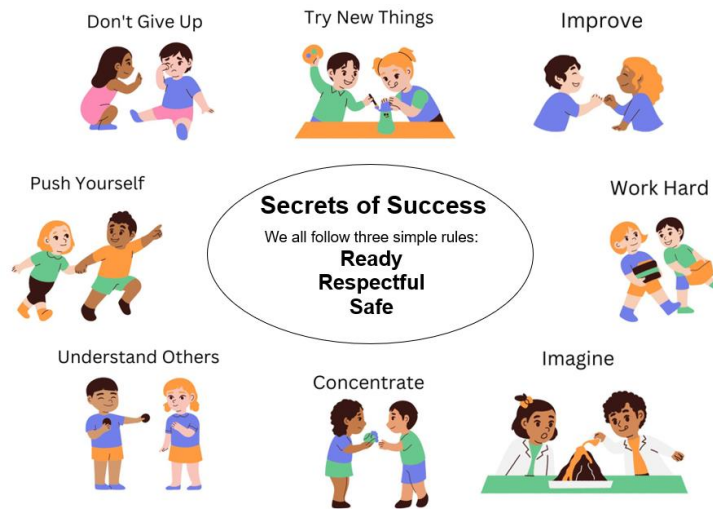 Don't Give Up
Try New Things
Improve
Push Yourself
Secrets of Success
We all follow three simple rules:
Ready
Respectful
Safe
Work Hard
Understand Others
Concentrate
Imagine